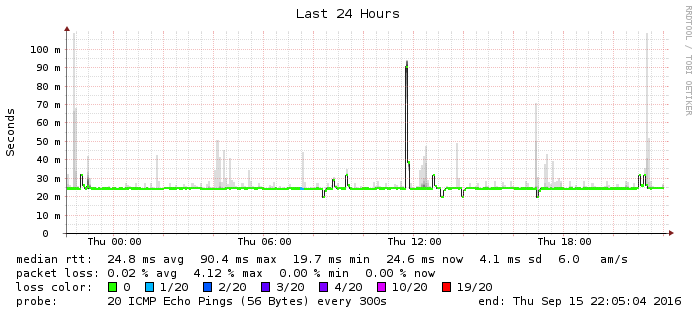 Last 24 Hours
RRDTOOL / TOBI OETIKER
Seconds
100 m
90 m
80 m
70 m
60 m
50 m
40 m
30 m
20 m
10 m
0
Thu 00:00 Thu 06:00 Thu 12:00 Thu 18:00
median rtt: 24.8 ms avg 90.4 ms max 19.7 ms min 24.6 ms now 4.1 ms sd 6.0 am/s
packet loss: 0.02 % avg 4.12 % max 0.00 % min 0.00 % now
loss color: 0 1/20 2/20 3/20 4/20 10/20 19/20
probe: 20 ICMP Echo Pings (56 Bytes) every 300s end: Thu Sep 15 22:05:04 2016